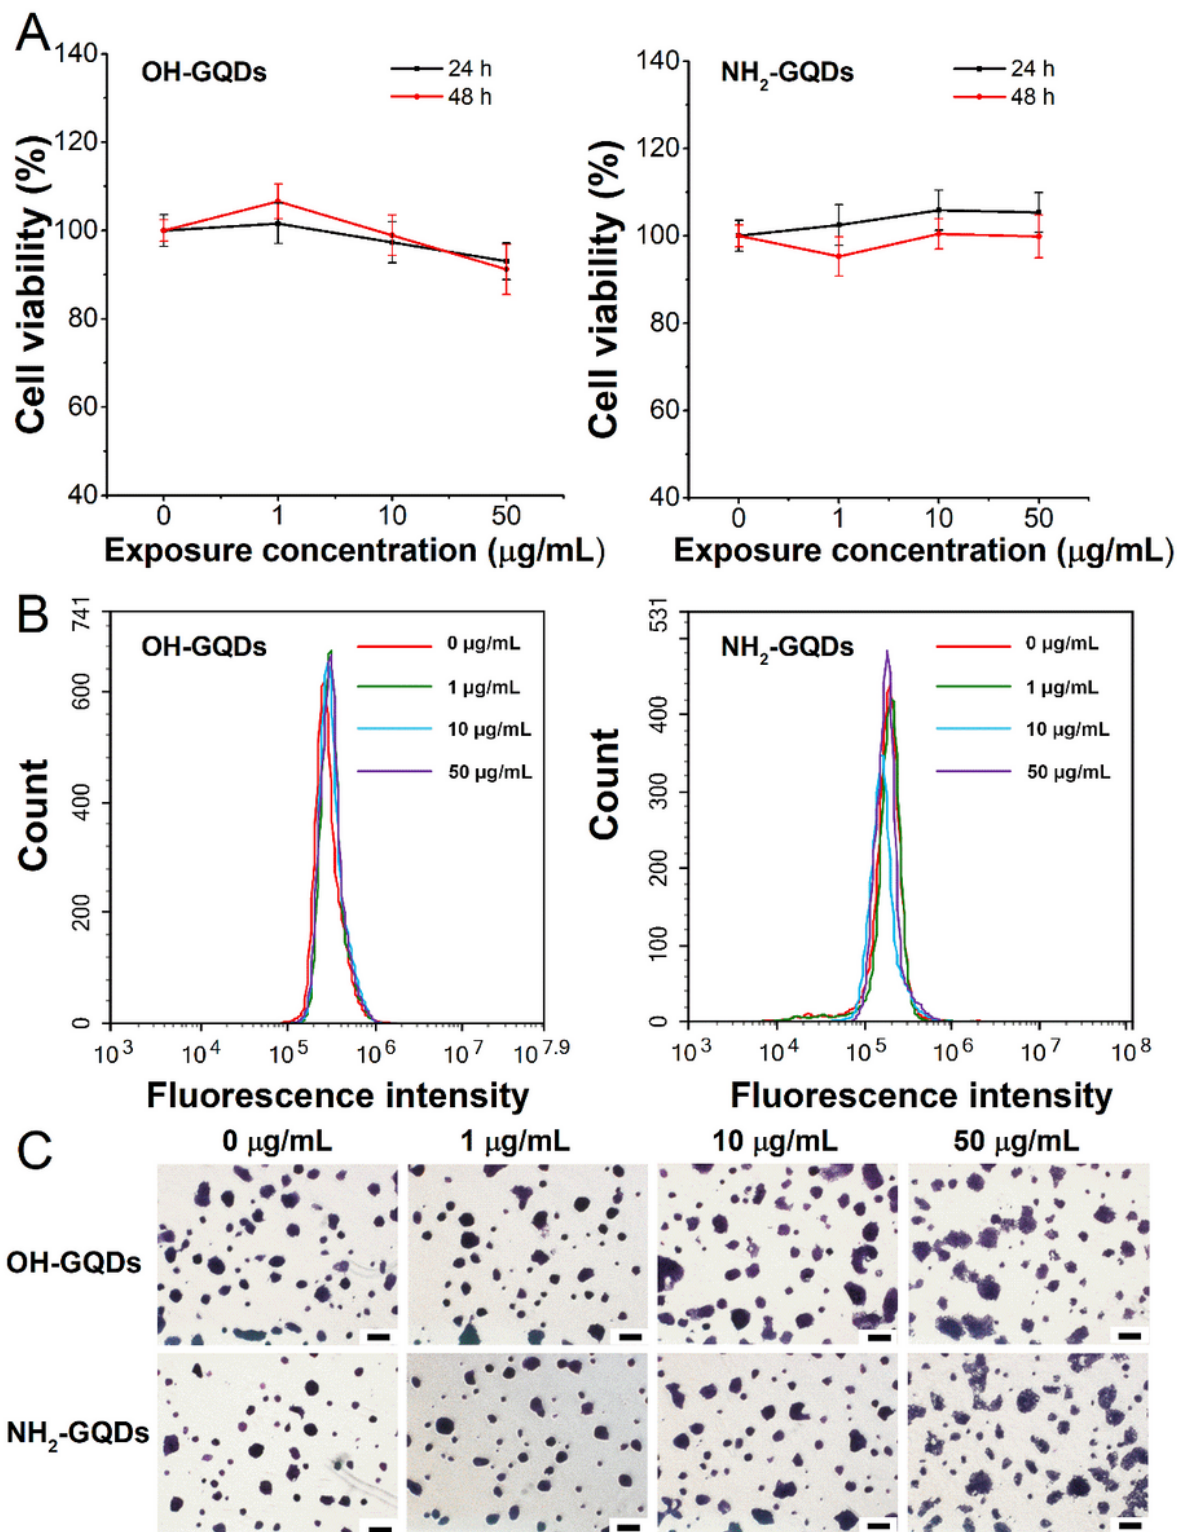 A
OH-GQDs
24 h
48 h
140
120
100
80
60
40
Cell viability (%)
0 1 10 50
Exposure concentration (μg/mL)
NH2-GQDs
24 h
48 h
140
120
100
80
60
40
Cell viability (%)
0 1 10 50
Exposure concentration (μg/mL)
B
OH-GQDs
0 μg/mL
1 μg/mL
10 μg/mL
50 μg/mL
741
600
400
200
0
Count
10^3 10^4 10^5 10^6 10^7 10^7.9
Fluorescence intensity
NH2-GQDs
0 μg/mL
1 μg/mL
10 μg/mL
50 μg/mL
531
400
300
200
100
0
Count
10^3 10^4 10^5 10^6 10^7 10^8
Fluorescence intensity
C
0 μg/mL 1 μg/mL 10 μg/mL 50 μg/mL
OH-GQDs
NH2-GQDs